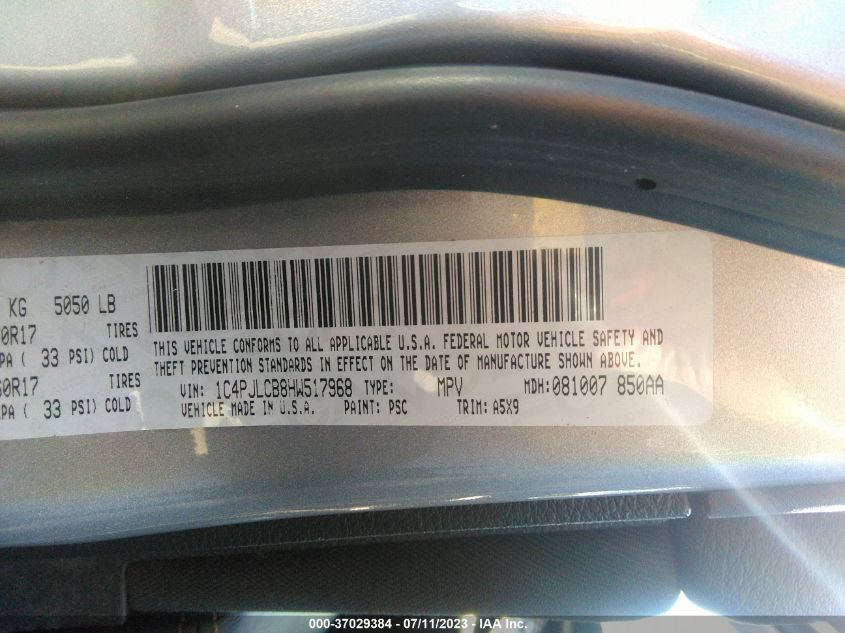 KG 5050 LB
0R17 TIRES
PA ( 33 PSI) COLD
60R17 TIRES
PA ( 33 PSI) COLD
THIS VEHICLE CONFORMS TO ALL APPLICABLE U.S.A. FEDERAL MOTOR VEHICLE SAFETY AND
THEFT PREVENTION STANDARDS IN EFFECT ON THE DATE OF MANUFACTURE SHOWN ABOVE.
VIN: 1C4PJLCB8HW517968 TYPE: MPV MDH: 081007 850AA
VEHICLE MADE IN U.S.A. PAINT: PSC TRIM: A5X9
000-37029384 - 07/11/2023 - Copyright © IAA Inc.